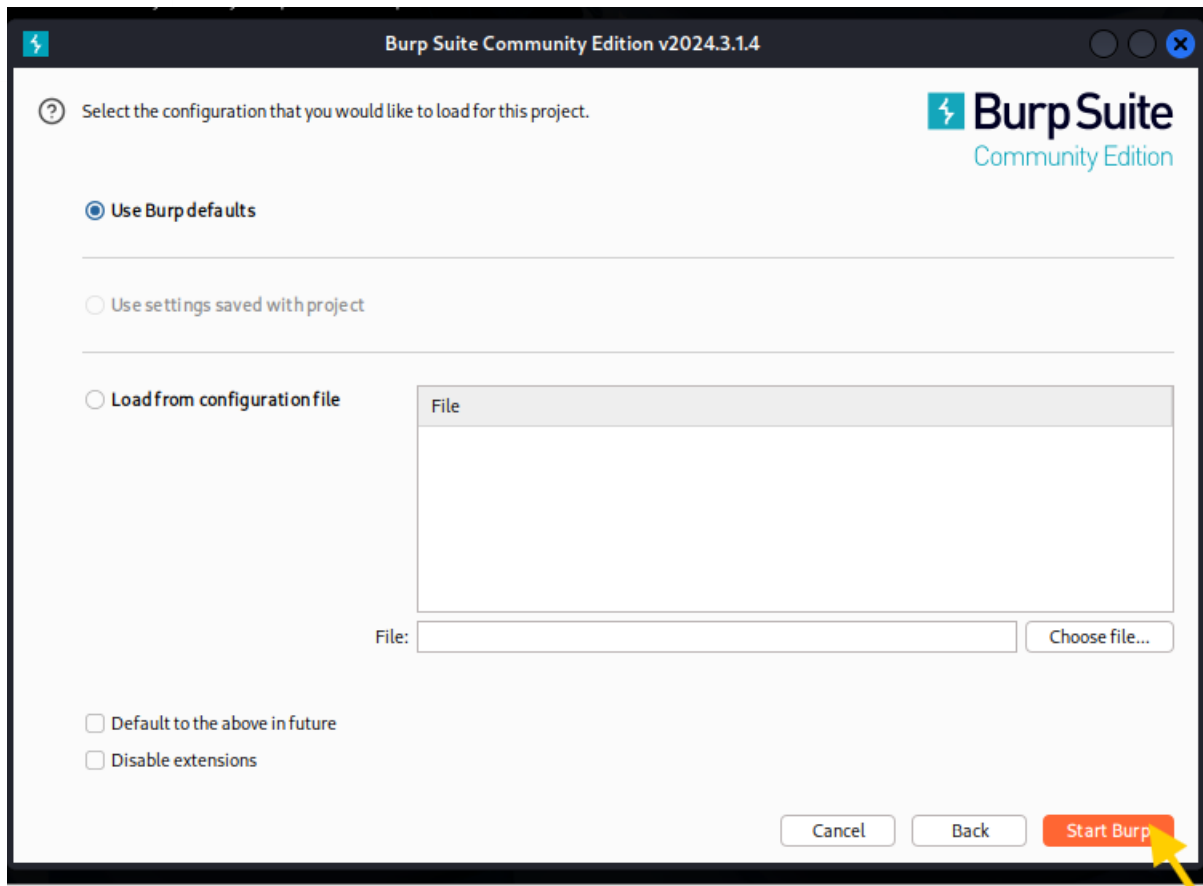 Burp Suite Community Edition v2024.3.1.4
Select the configuration that you would like to load for this project.
Burp Suite
Community Edition
Use Burp defaults
Use settings saved with project
Load from configuration file
File
File:
Choose file...
Default to the above in future
Disable extensions
Cancel
Back
Start Burp